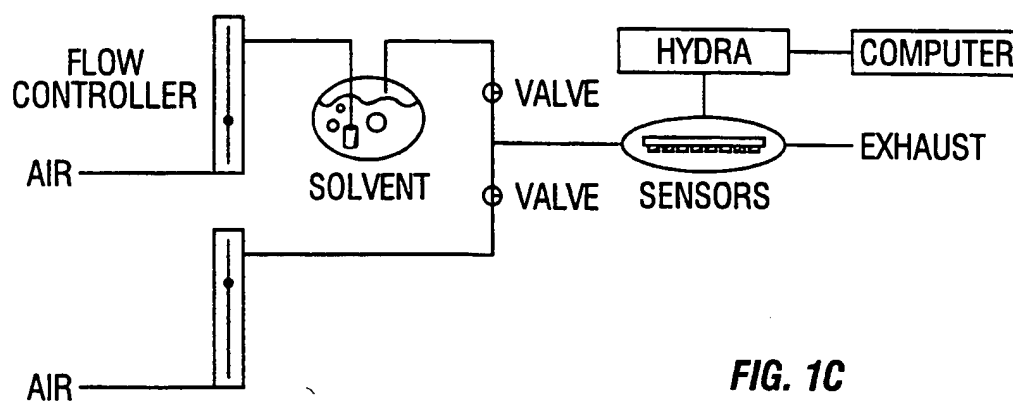 FLOW
CONTROLLER
AIR
SOLVENT
VALVE
VALVE
HYDRA
COMPUTER
SENSORS
EXHAUST
AIR
FIG. 1C